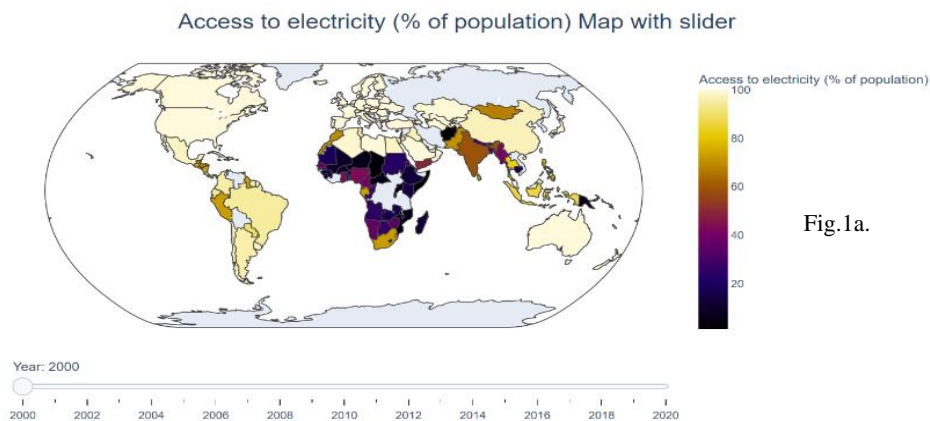 Access to electricity (% of population) Map with slider
Access to electricity (% of population)
100
80
60
40
20
Fig.1a.
Year: 2000
2000 2002 2004 2006 2008 2010 2012 2014 2016 2018 2020